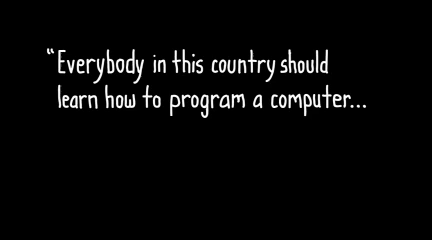 “Everybody in this country should
learn how to program a computer...